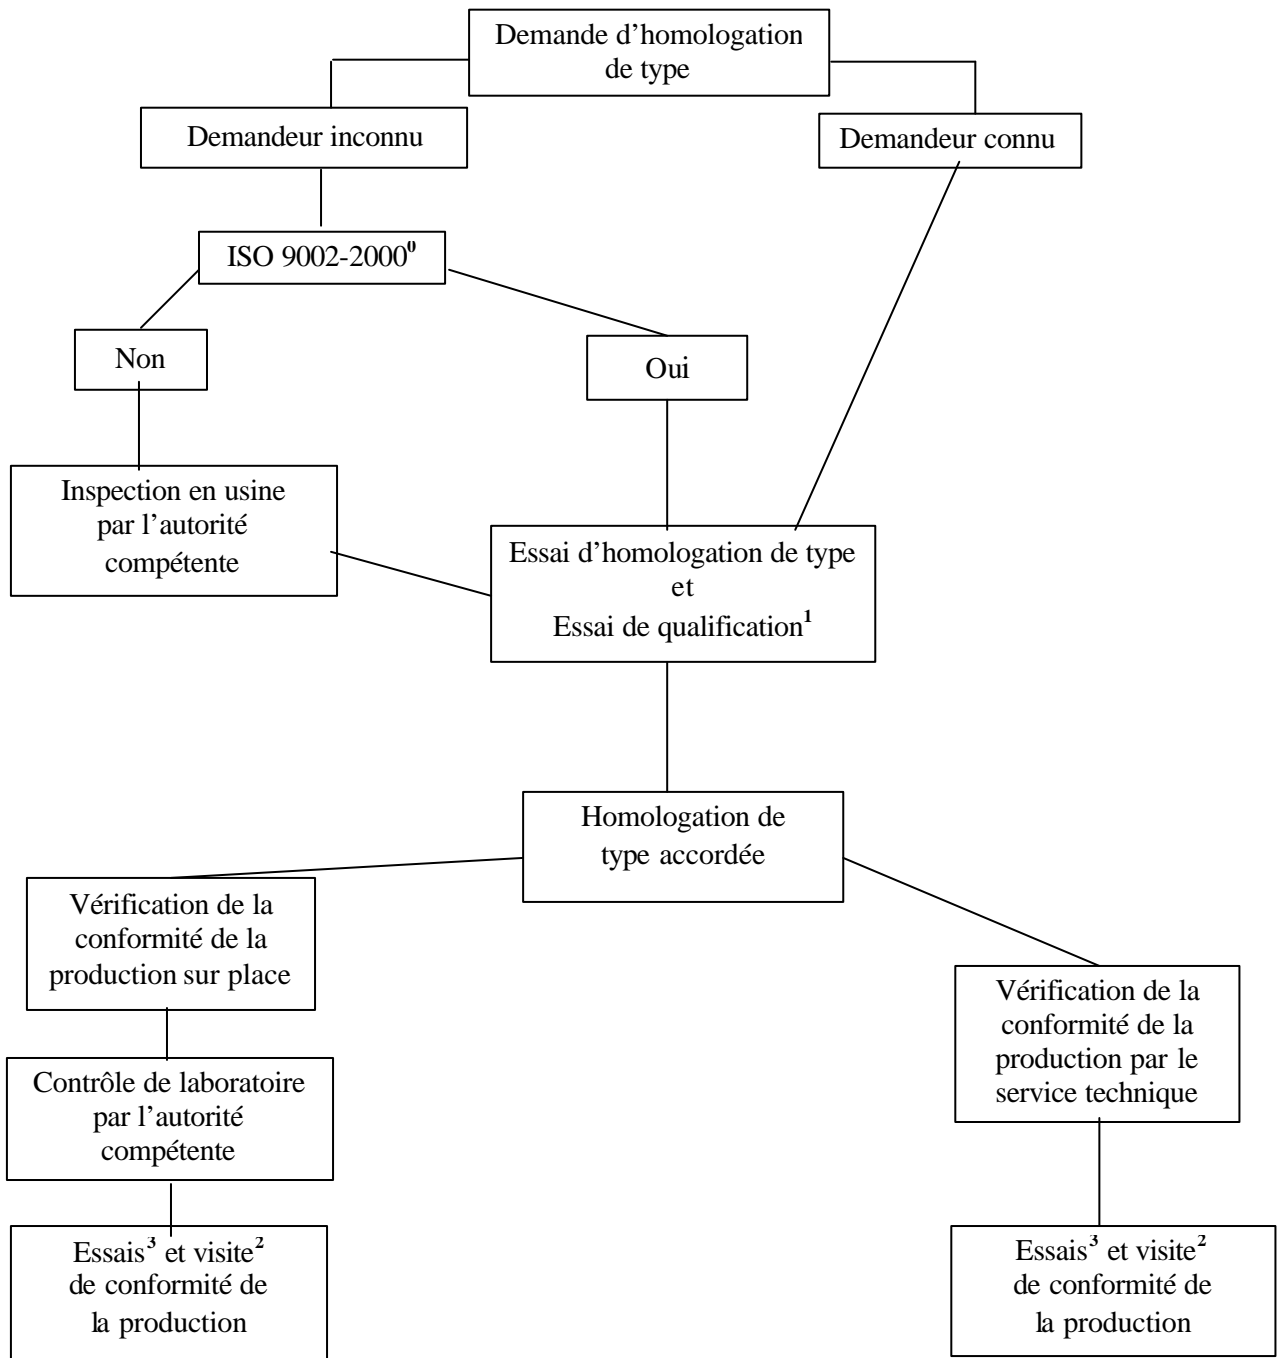 Demande d’homologation
de type
Demandeur inconnu
Demandeur connu
ISO 9002-2000⁰
Non
Oui
Inspection en usine
par l’autorité
compétente
Essai d’homologation de type
et
Essai de qualification¹
Homologation de
type accordée
Vérification de la
conformité de la
production sur place
Vérification de la
conformité de la
production par le
service technique
Contrôle de laboratoire
par l’autorité
compétente
Essais³ et visite²
de conformité de
la production
Essais³ et visite²
de conformité de
la production